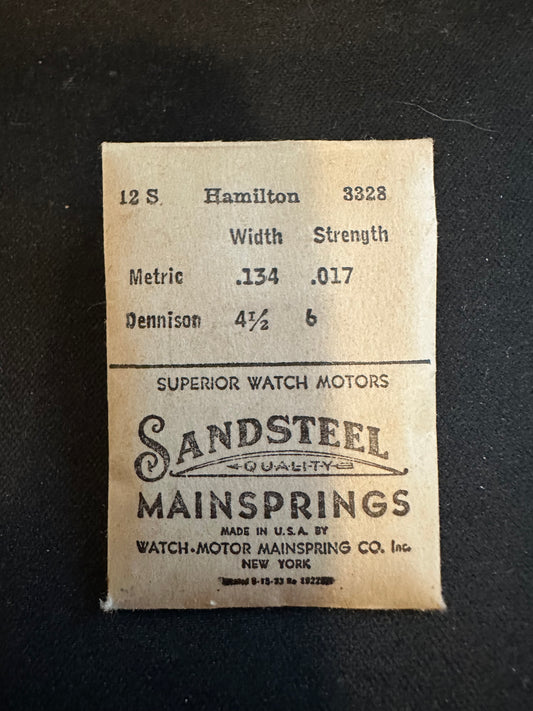 12 S. Hamilton 3328
Width Strength
Metric .134 .017
Dennison 4½ 6
SUPERIOR WATCH MOTORS
SANDSTEEL
QUALITY
MAINSPRINGS
MADE IN U.S.A. BY
WATCH-MOTOR MAINSPRING CO. Inc.
NEW YORK